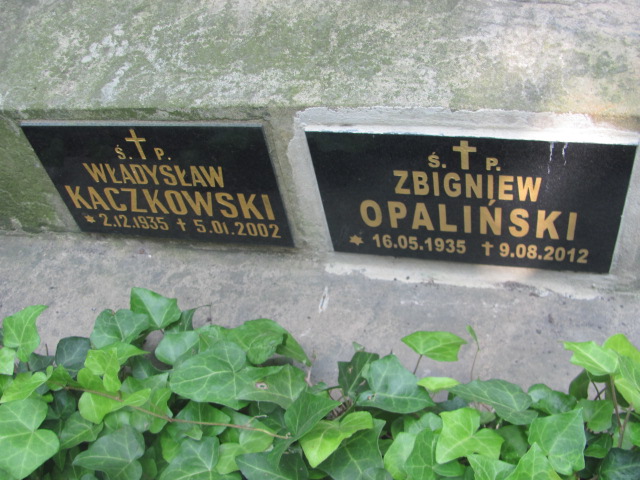 Ś. ✝ P.
WŁADYSŁAW
KACZKOWSKI
* 2.12.1935 ✝ 5.01.2002
Ś. ✝ P.
ZBIGNIEW
OPALIŃSKI
* 16.05.1935 ✝ 9.08.2012